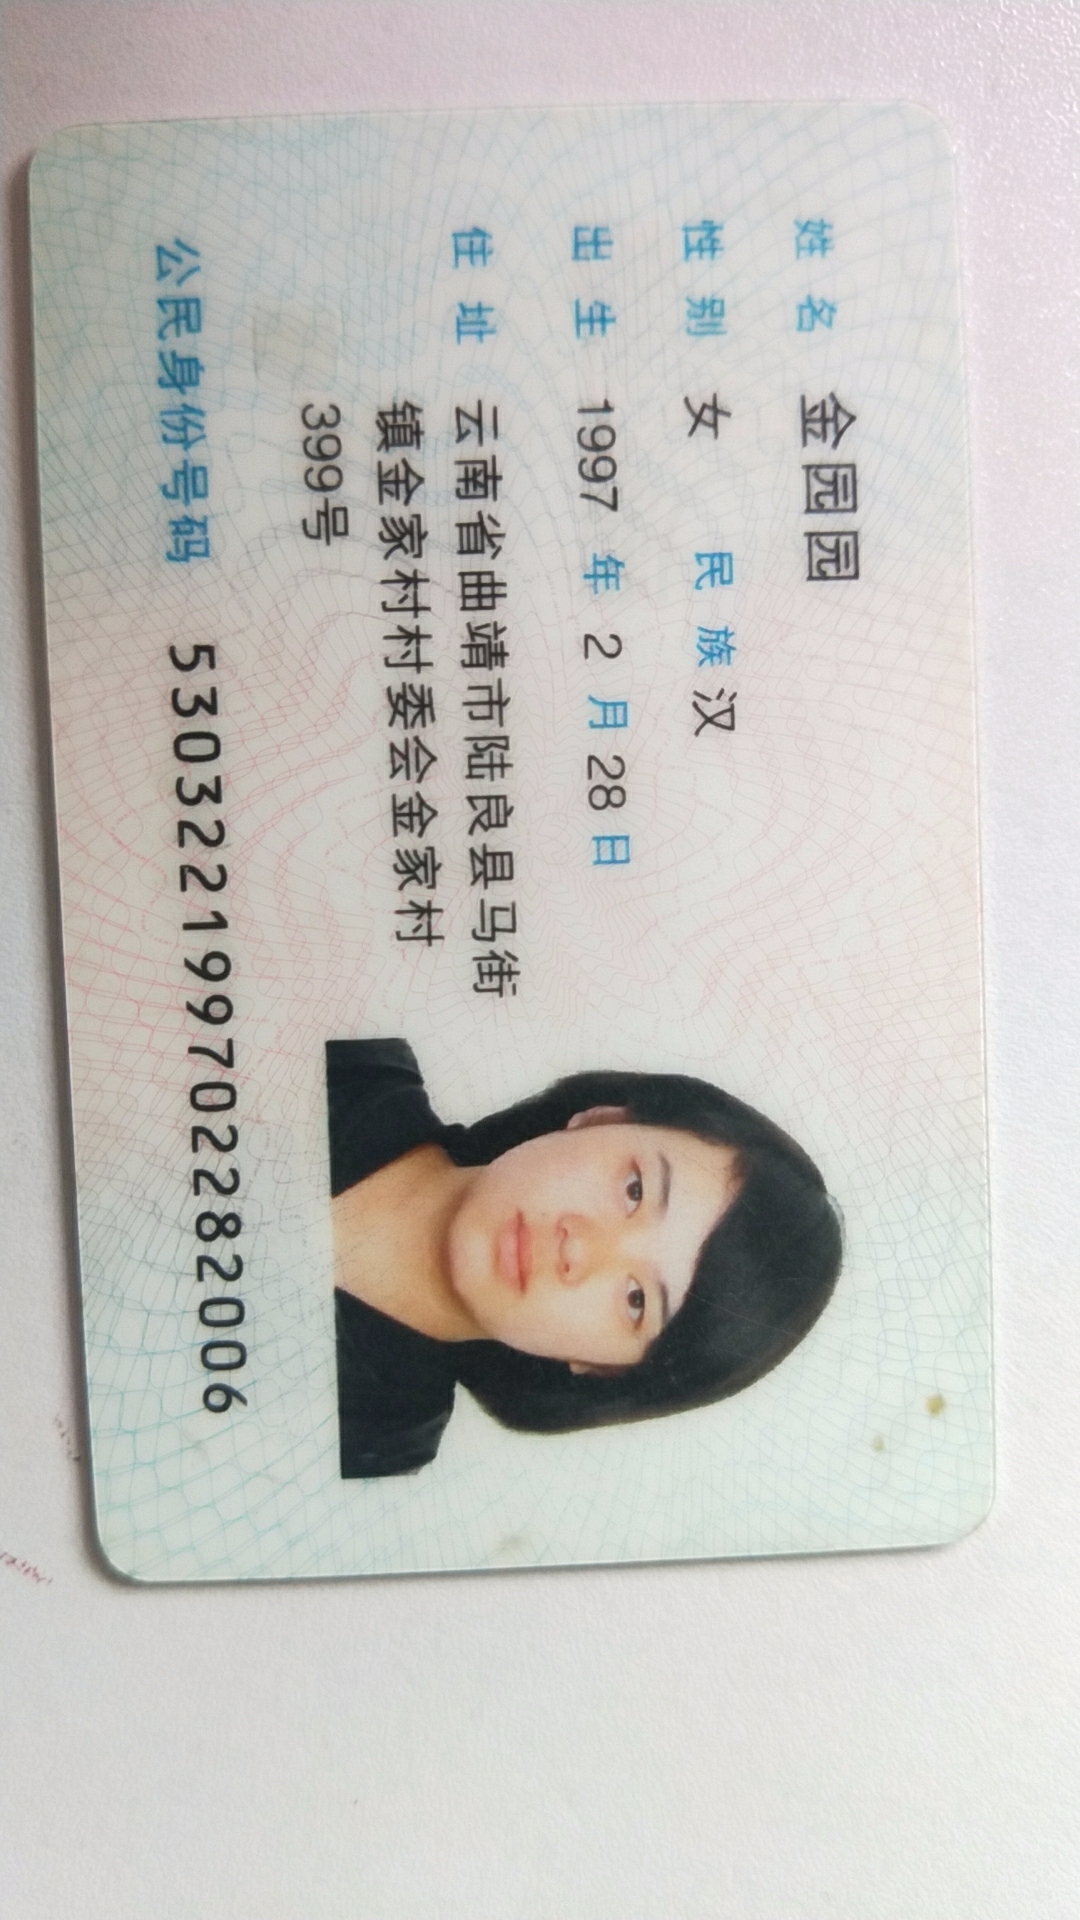 姓名 金园园
性别 女 民族 汉
出生 1997 年 2 月 28 日
住址 云南省曲靖市陆良县马街
镇金家村村委会金家村
399号
公民身份号码 530322199702282006